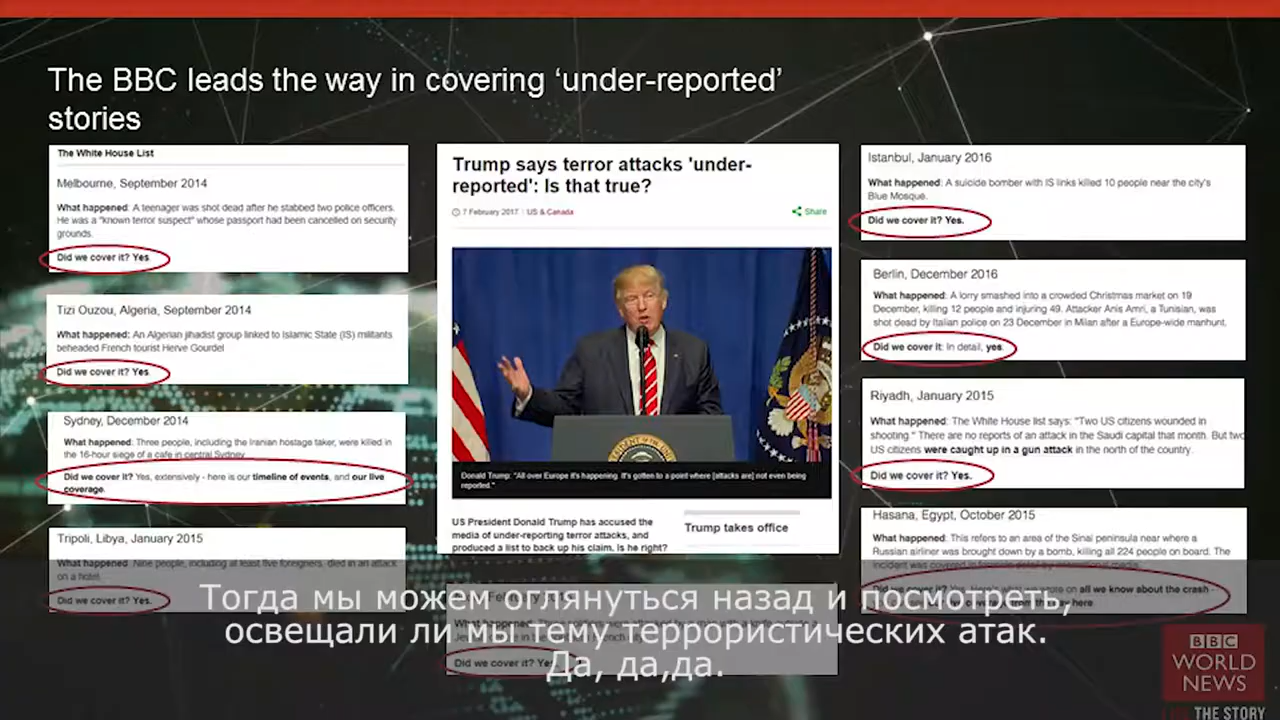 The BBC leads the way in covering ‘under-reported’
stories
The White House List
Melbourne, September 2014
What happened: A teenager was shot dead after he stabbed two police officers.
He was a "known terror suspect" whose passport had been cancelled on security
grounds.
Did we cover it? Yes.
Tizi Ouzou, Algeria, September 2014
What happened: An Algerian jihadist group linked to Islamic State (IS) militants
beheaded French tourist Herve Gourdel
Did we cover it? Yes.
Sydney, December 2014
What happened: Three people, including the Iranian hostage taker, were killed in
the 16-hour siege of a cafe in central Sydney
Did we cover it? Yes, extensively - here is our timeline of events, and our live
coverage.
Tripoli, Libya, January 2015
What happened: Nine people, including at least five foreigners, died in an attack
on a hotel.
Did we cover it? Yes.
Trump says terror attacks 'under-
reported': Is that true?
7 February 2017 US & Canada
Share
Donald Trump: "All over Europe it's happening. It's gotten to a point where [attacks are] not even being
reported."
US President Donald Trump has accused the
media of under-reporting terror attacks, and
produced a list to back up his claim. Is he right?
Trump takes office
Did we cover it? Yes.
Istanbul, January 2016
What happened: A suicide bomber with IS links killed 10 people near the city's
Blue Mosque.
Did we cover it? Yes.
Berlin, December 2016
What happened: A lorry smashed into a crowded Christmas market on 19
December, killing 12 people and injuring 49. Attacker Anis Amri, a Tunisian, was
shot dead by Italian police on 23 December in Milan after a Europe-wide manhunt.
Did we cover it: In detail, yes.
Riyadh, January 2015
What happened: The White House list says: "Two US citizens wounded in
shooting." There are no reports of an attack in the Saudi capital that month. But two
US citizens were caught up in a gun attack in the north of the country.
Did we cover it? Yes.
Hasana, Egypt, October 2015
What happened: This refers to an area of the Sinai peninsula near where a
Russian airliner was brought down by a bomb, killing all 224 people on board. The
incident was covered in
all we know about the crash -
here.
Тогда мы можем оглянуться назад и посмотреть,
освещали ли мы тему террористических атак.
Да, да,да.
BBC
WORLD
NEWS
THE STORY